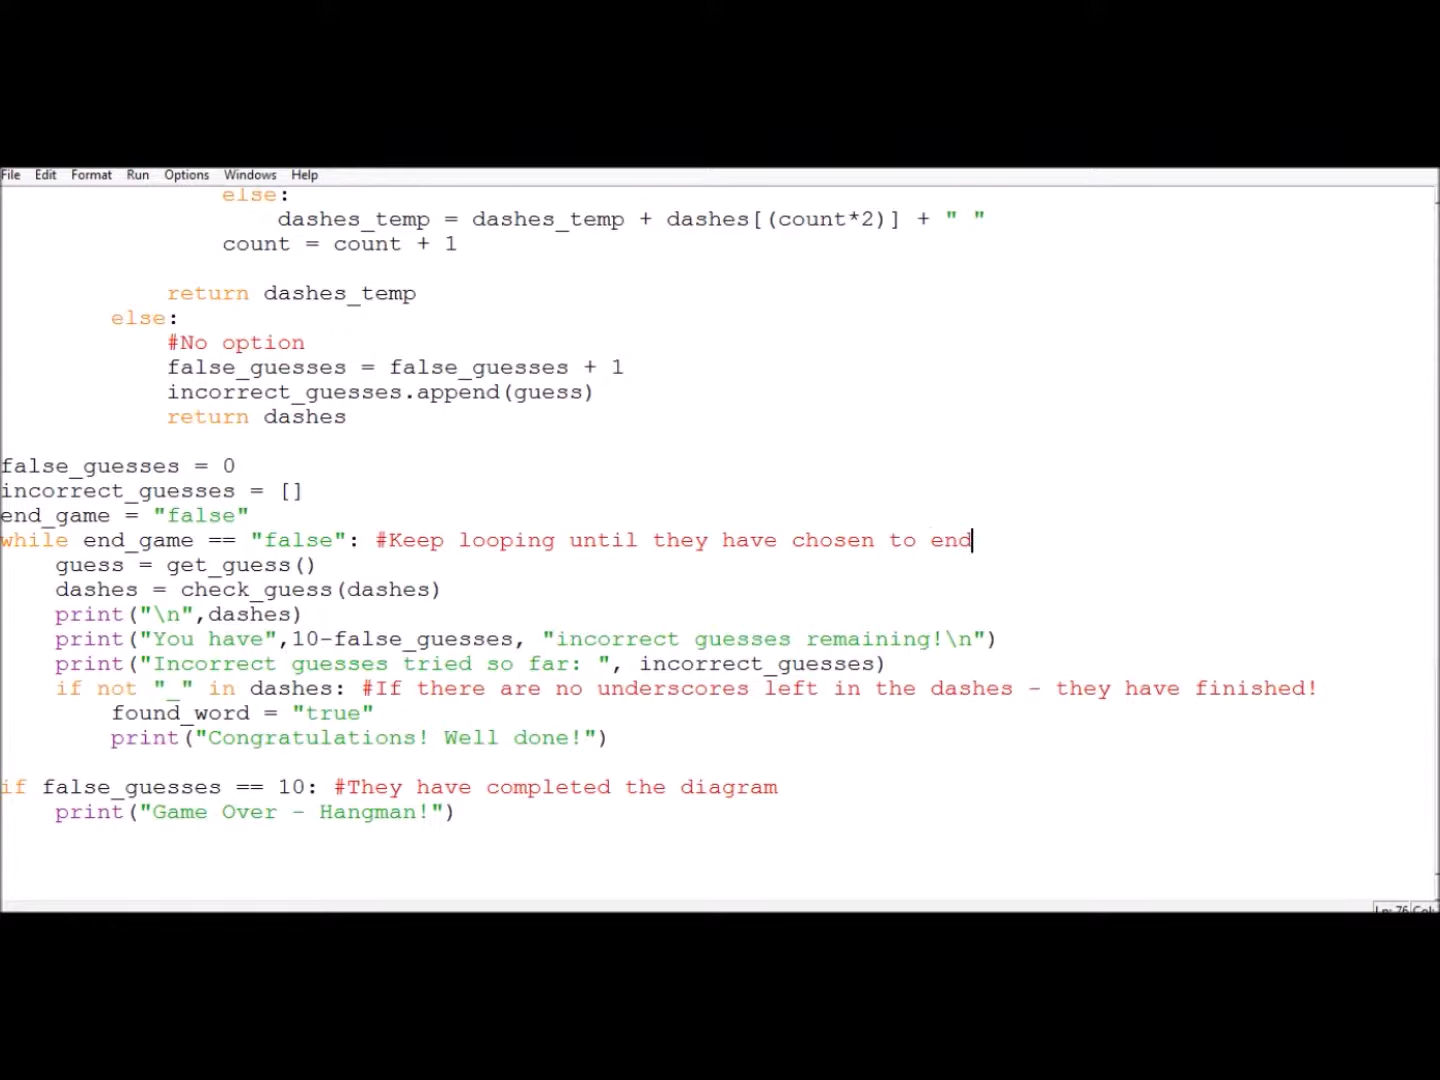 File Edit Format Run Options Windows Help
else:
dashes_temp = dashes_temp + dashes[(count*2)] + " "
count = count + 1
return dashes_temp
else:
#No option
false_guesses = false_guesses + 1
incorrect_guesses.append(guess)
return dashes
false_guesses = 0
incorrect_guesses = []
end_game = "false"
while end_game == "false": #Keep looping until they have chosen to end
guess = get_guess()
dashes = check_guess(dashes)
print("\n",dashes)
print("You have",10-false_guesses, "incorrect guesses remaining!\n")
print("Incorrect guesses tried so far: ", incorrect_guesses)
if not "_" in dashes: #If there are no underscores left in the dashes - they have finished!
found_word = "true"
print("Congratulations! Well done!")
if false_guesses == 10: #They have completed the diagram
print("Game Over - Hangman!")
Ln: 76 Col: